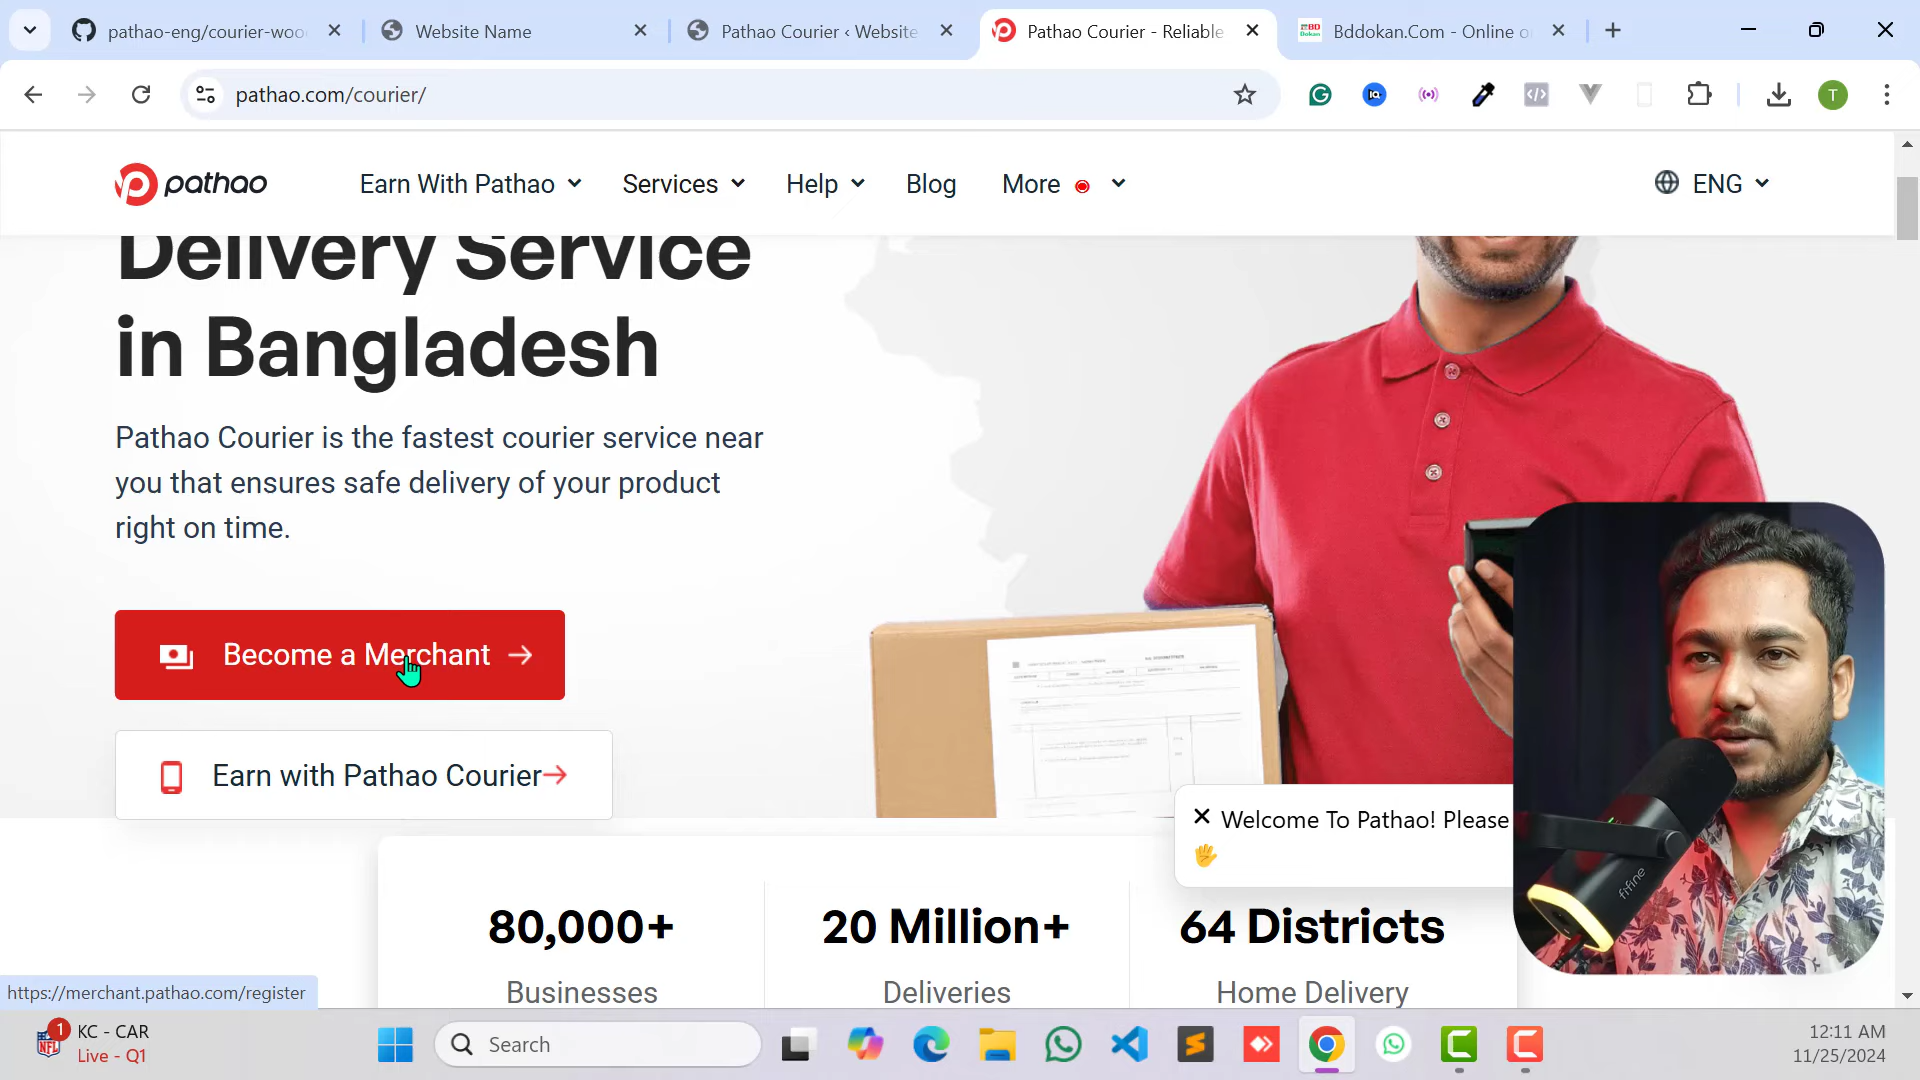 pathao-eng/courier-woo
Website Name
Pathao Courier ‹ Website
Pathao Courier - Reliable
Bddokan.Com - Online o
pathao.com/courier/
T
pathao
Earn With Pathao
Services
Help
Blog
More
ENG
Delivery Service
in Bangladesh
Pathao Courier is the fastest courier service near
you that ensures safe delivery of your product
right on time.
Become a Merchant
Earn with Pathao Courier
Welcome To Pathao! Please
80,000+
Businesses
20 Million+
Deliveries
64 Districts
Home Delivery
fifine
https://merchant.pathao.com/register
1
KC - CAR
Live - Q1
Search
12:11 AM
11/25/2024